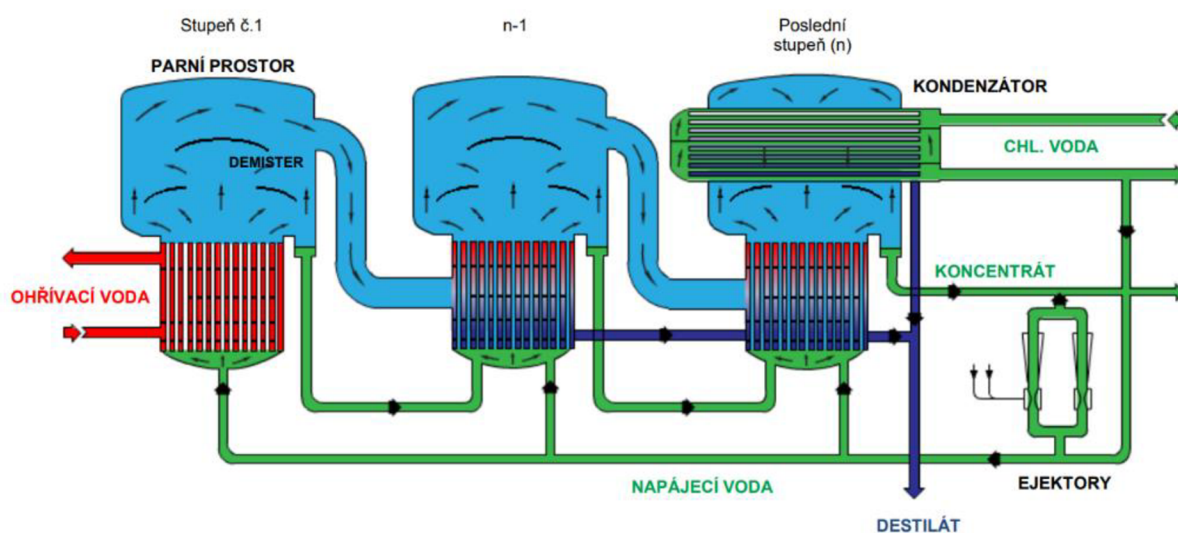 Stupeň č.1
n-1
Poslední
stupeň (n)
PARNÍ PROSTOR
KONDENZÁTOR
DEMISTER
CHL. VODA
OHŘÍVACÍ VODA
KONCENTRÁT
NAPÁJECÍ VODA
EJEKTORY
DESTILÁT